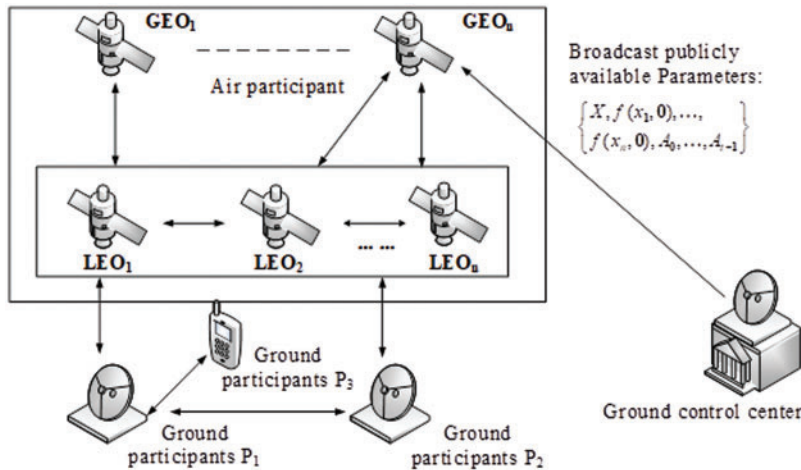 GEO1
GEOn
Air participant
Broadcast publicly
available Parameters:
{X, f(x1, 0), ...,
f(xn, 0), A0, ..., At-1}
LEO1
LEO2
... ...
LEOn
Ground
participants P3
Ground
participants P1
Ground
participants P2
Ground control center